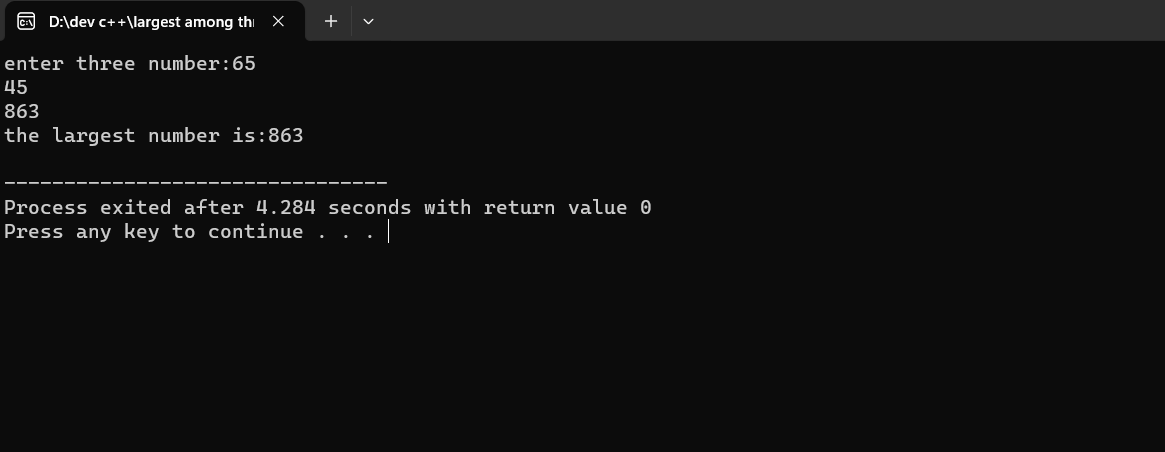 D:\dev c++\largest among thr
enter three number:65
45
863
the largest number is:863
--------------------------------
Process exited after 4.284 seconds with return value 0
Press any key to continue . . .